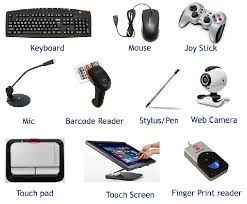 Keyboard
Mouse
Joy Stick
Mic
Barcode Reader
Stylus/Pen
Web Camera
Touch pad
Touch Screen
Finger Print reader